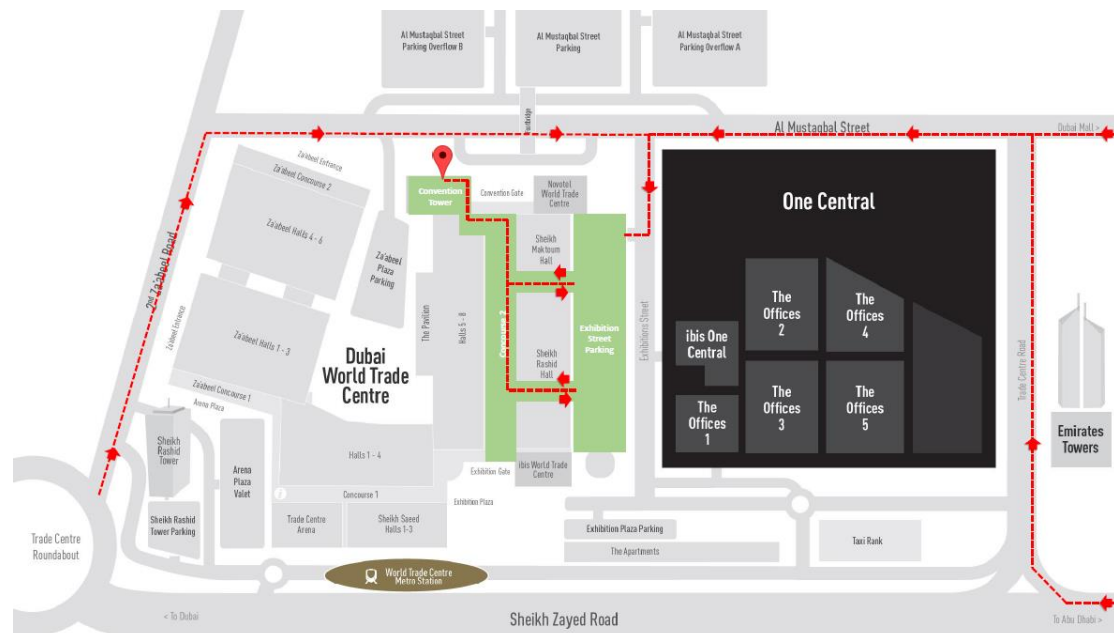 Al Mustaqbal Street
Parking Overflow B
Al Mustaqbal Street
Parking
Al Mustaqbal Street
Parking Overflow A
Al Mustaqbal Street
Dubai Mall >
Za'abeel Entrance
Za'abeel Concourse 2
Za'abeel Halls 4 - 6
2nd Za'abeel Road
Za'abeel
Plaza
Parking
Convention
Tower
Convention Gate
Novotel
World Trade
Centre
Sheikh
Maktoum
Hall
One Central
The
Offices
2
The
Offices
4
ibis One
Central
The
Offices
1
The
Offices
3
The
Offices
5
Za'abeel Entrance
Za'abeel Halls 1 - 3
Za'abeel Concourse 1
Dubai
World Trade
Centre
The Pavilion
Halls 5 - 8
Concourse 2
Sheikh
Rashid
Hall
Exhibition
Street
Parking
Exhibitions Street
Trade Centre Road
Emirates
Towers
Arena Plaza
Sheikh
Rashid
Tower
Arena
Plaza
Valet
Halls 1 - 4
Exhibition Gate
ibis World Trade
Centre
i
Concourse 1
Exhibition Plaza
Sheikh Rashid
Tower Parking
Trade Centre
Arena
Sheikh Saeed
Halls 1-3
Exhibition Plaza Parking
The Apartments
Taxi Rank
Trade Centre
Roundabout
World Trade Centre
Metro Station
< To Dubai
Sheikh Zayed Road
To Abu Dhabi >